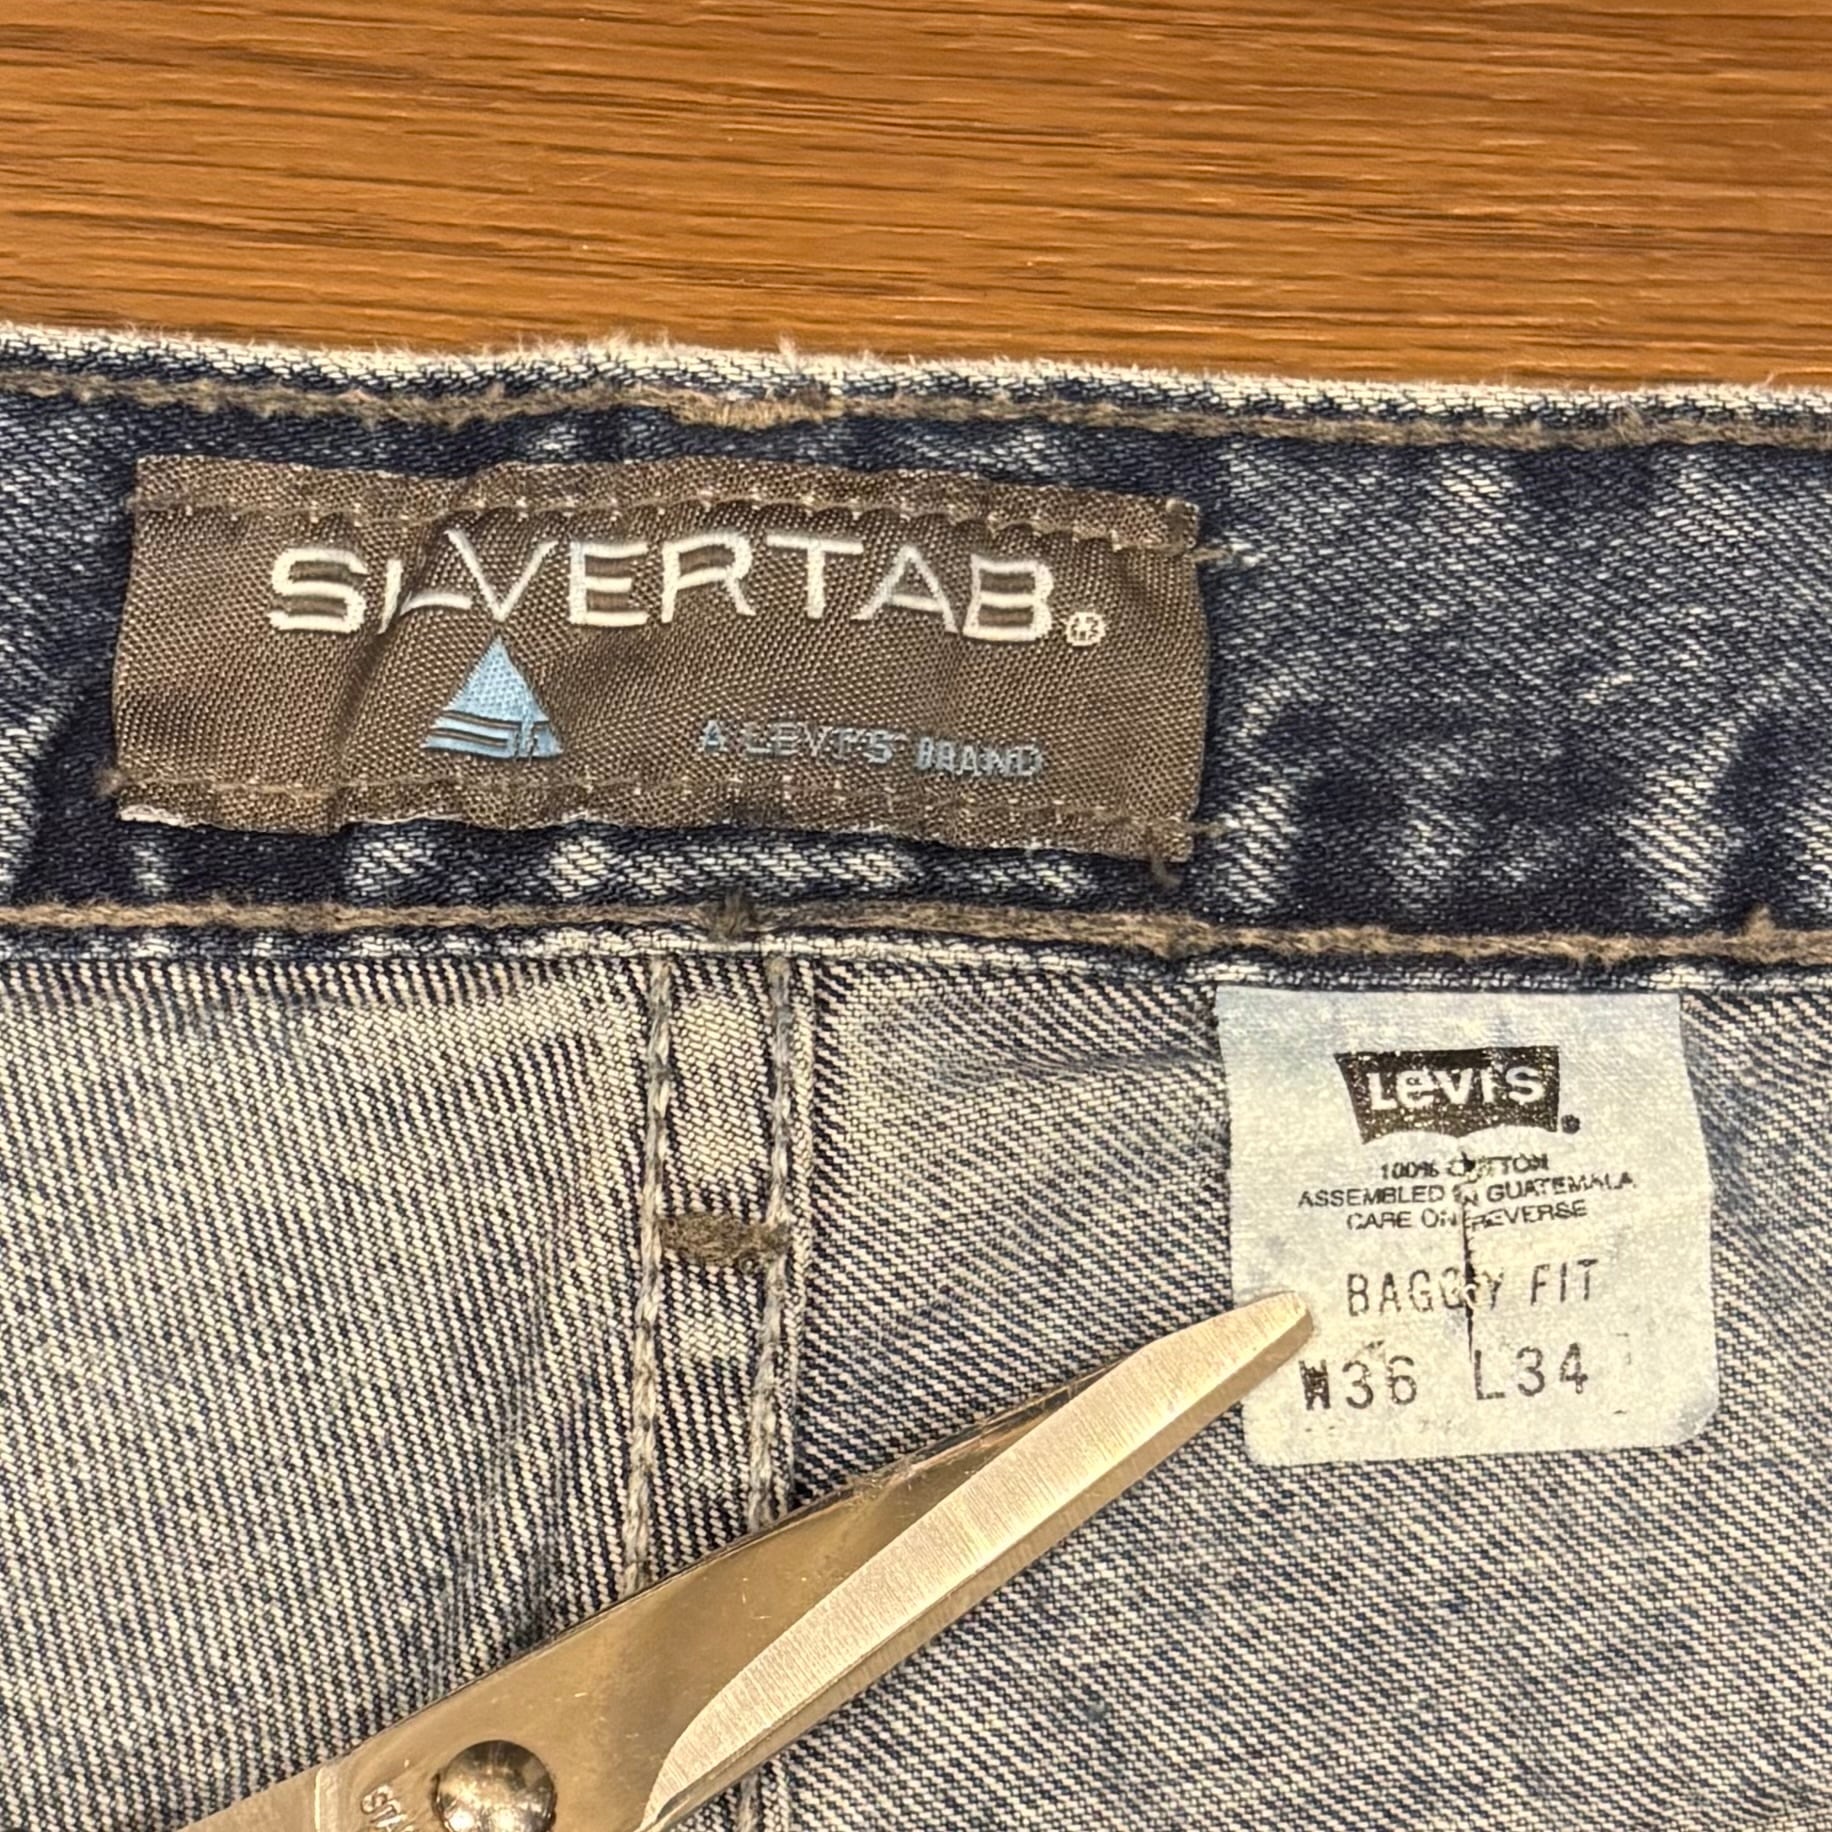 SILVERTAB®
A LEVI'S BRAND
Levi's
100% COTTON
ASSEMBLED IN GUATEMALA
CARE ON REVERSE
BAGGY FIT
W36 L34